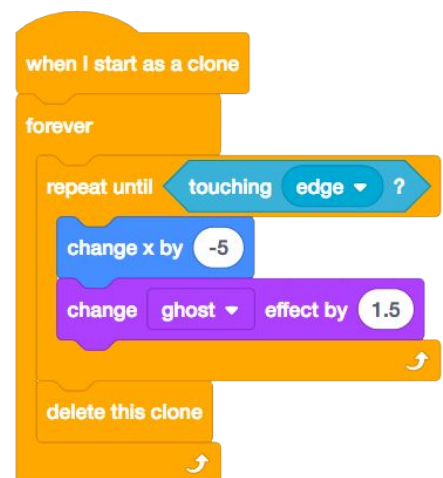 when I start as a clone
forever
repeat until touching edge ?
change x by -5
change ghost effect by 1.5
delete this clone